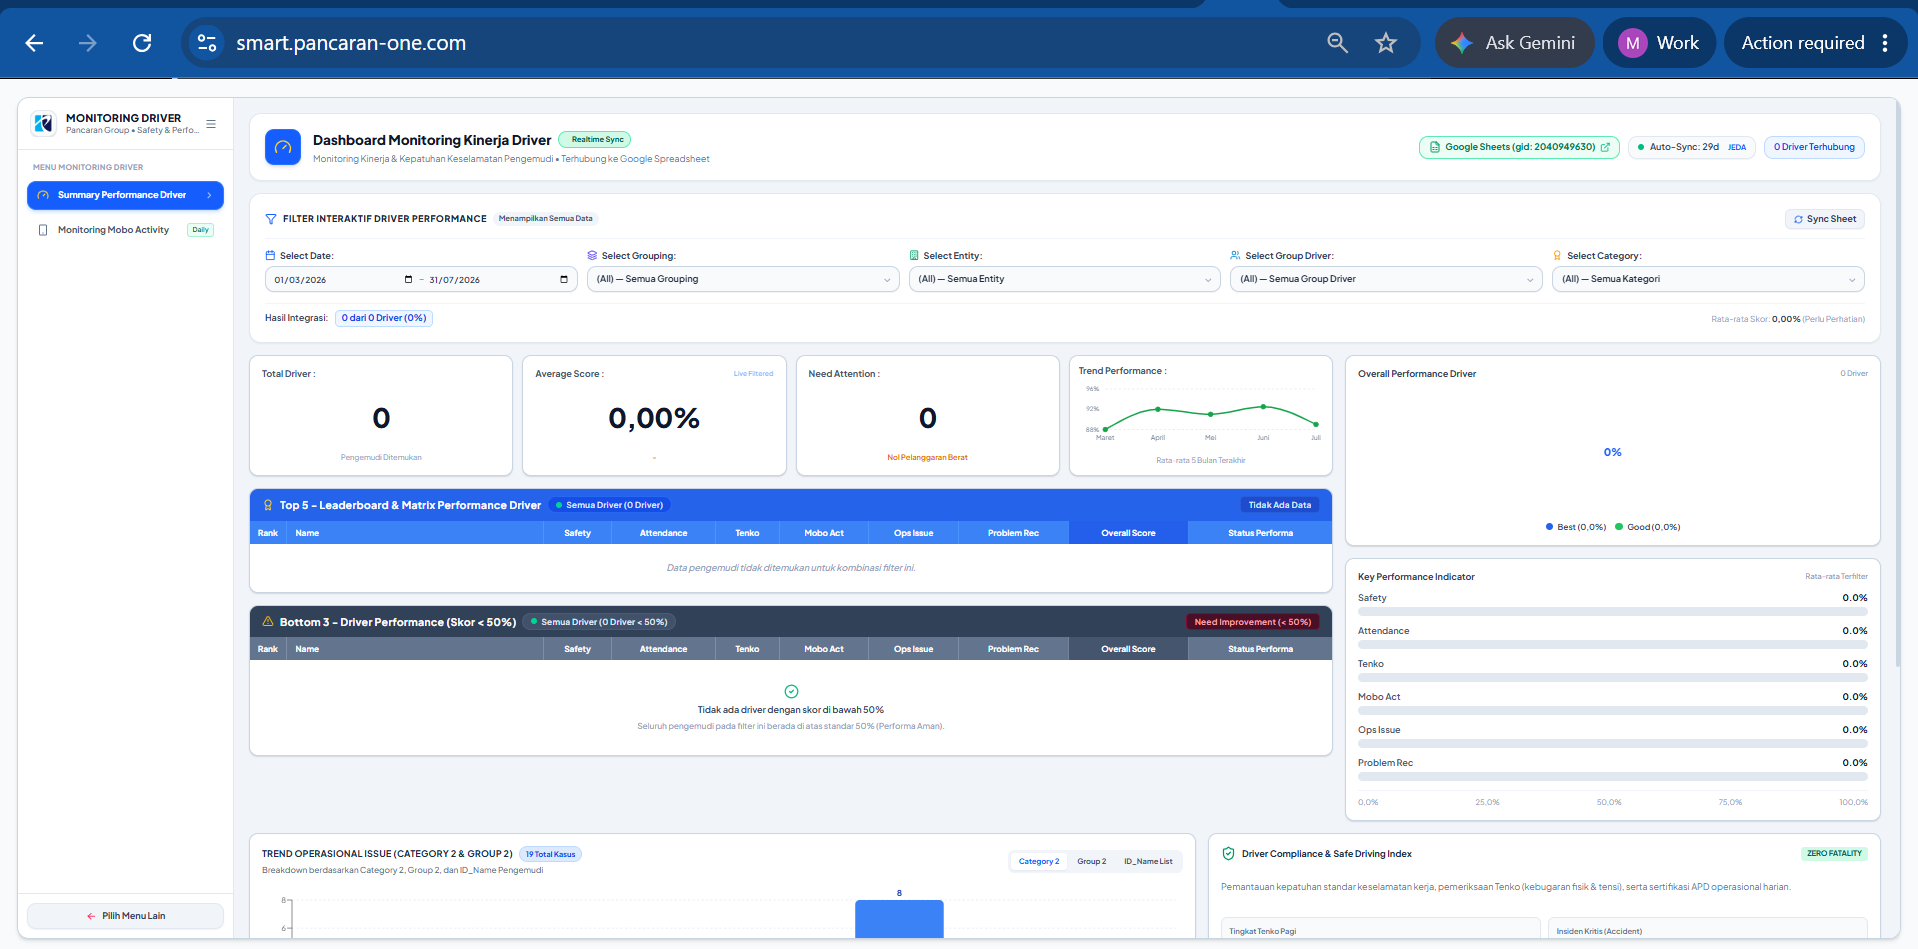 smart.pancaran-one.com
Ask Gemini
M
Work
Action required
MONITORING DRIVER
Pancaran Group • Safety & Perfo...
MENU MONITORING DRIVER
Summary Performance Driver
Monitoring Mobo Activity
Daily
Pilih Menu Lain
Dashboard Monitoring Kinerja Driver
Realtime Sync
Monitoring Kinerja & Kepatuhan Keselamatan Pengemudi • Terhubung ke Google Spreadsheet
Google Sheets (gid: 2040949630)
Auto-Sync: 29d
JEDA
0 Driver Terhubung
FILTER INTERAKTIF DRIVER PERFORMANCE
Menampilkan Semua Data
Sync Sheet
Select Date:
01/03/2026 - 31/07/2026
Select Grouping:
(All) — Semua Grouping
Select Entity:
(All) — Semua Entity
Select Group Driver:
(All) — Semua Group Driver
Select Category:
(All) — Semua Kategori
Hasil Integrasi: 0 dari 0 Driver (0%)
Rata-rata Skor: 0,00% (Perlu Perhatian)
Total Driver :
0
Pengemudi Ditemukan
Average Score :
Live Filtered
0,00%
-
Need Attention :
0
Nol Pelanggaran Berat
Trend Performance :
96%
92%
88%
Maret April Mei Juni Juli
Rata-rata 5 Bulan Terakhir
Overall Performance Driver
0 Driver
0%
Best (0,0%) Good (0,0%)
Top 5 - Leaderboard & Matrix Performance Driver
Semua Driver (0 Driver)
Tidak Ada Data
Rank Name Safety Attendance Tenko Mobo Act Ops Issue Problem Rec Overall Score Status Performa
Data pengemudi tidak ditemukan untuk kombinasi filter ini.
Bottom 3 - Driver Performance (Skor < 50%)
Semua Driver (0 Driver < 50%)
Need Improvement (< 50%)
Rank Name Safety Attendance Tenko Mobo Act Ops Issue Problem Rec Overall Score Status Performa
Tidak ada driver dengan skor di bawah 50%
Seluruh pengemudi pada filter ini berada di atas standar 50% (Performa Aman).
Key Performance Indicator
Rata-rata Terfilter
Safety 0.0%
Attendance 0.0%
Tenko 0.0%
Mobo Act 0.0%
Ops Issue 0.0%
Problem Rec 0.0%
0,0% 25,0% 50,0% 75,0% 100,0%
TREND OPERASIONAL ISSUE (CATEGORY 2 & GROUP 2)
19 Total Kasus
Breakdown berdasarkan Category 2, Group 2, dan ID_Name Pengemudi
Category 2 Group 2 ID_Name List
8
8
6
Driver Compliance & Safe Driving Index
ZERO FATALITY
Pemantauan kepatuhan standar keselamatan kerja, pemeriksaan Tenko (kebugaran fisik & tensi), serta sertifikasi APD operasional harian.
Tingkat Tenko Pagi
Insiden Kritis (Accident)